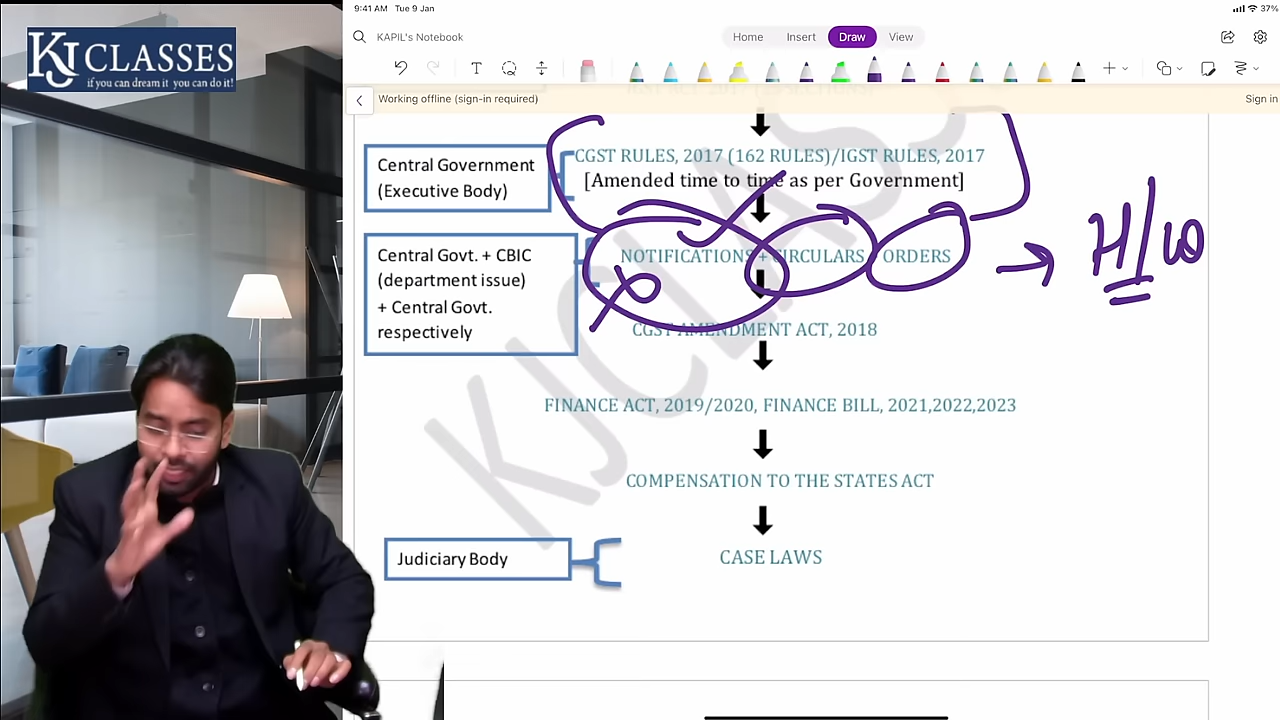 KJ CLASSES
if you can dream it you can do it!
9:41 AM Tue 9 Jan
37%
KAPIL's Notebook
Home Insert Draw View
T
Working offline (sign-in required)
Sign in
CGST RULES, 2017 (162 RULES)/IGST RULES, 2017
[Amended time to time as per Government]
Central Government
(Executive Body)
NOTIFICATIONS + CIRCULARS ORDERS
H/W
Central Govt. + CBIC
(department issue)
+ Central Govt.
respectively
CGST AMENDMENT ACT, 2018
FINANCE ACT, 2019/2020, FINANCE BILL, 2021,2022,2023
COMPENSATION TO THE STATES ACT
Judiciary Body
CASE LAWS
KJ CLASS